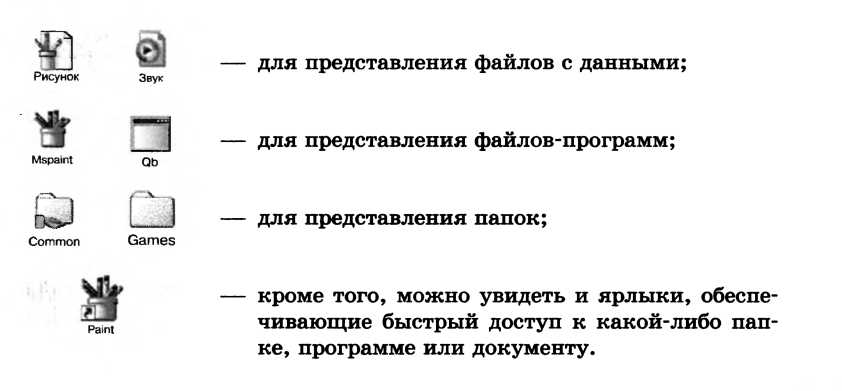 Рисунок Звук — для представления файлов с данными;
Mspaint Qb — для представления файлов-программ;
Common Games — для представления папок;
Paint — кроме того, можно увидеть и ярлыки, обеспе-
чивающие быстрый доступ к какой-либо пап-
ке, программе или документу.